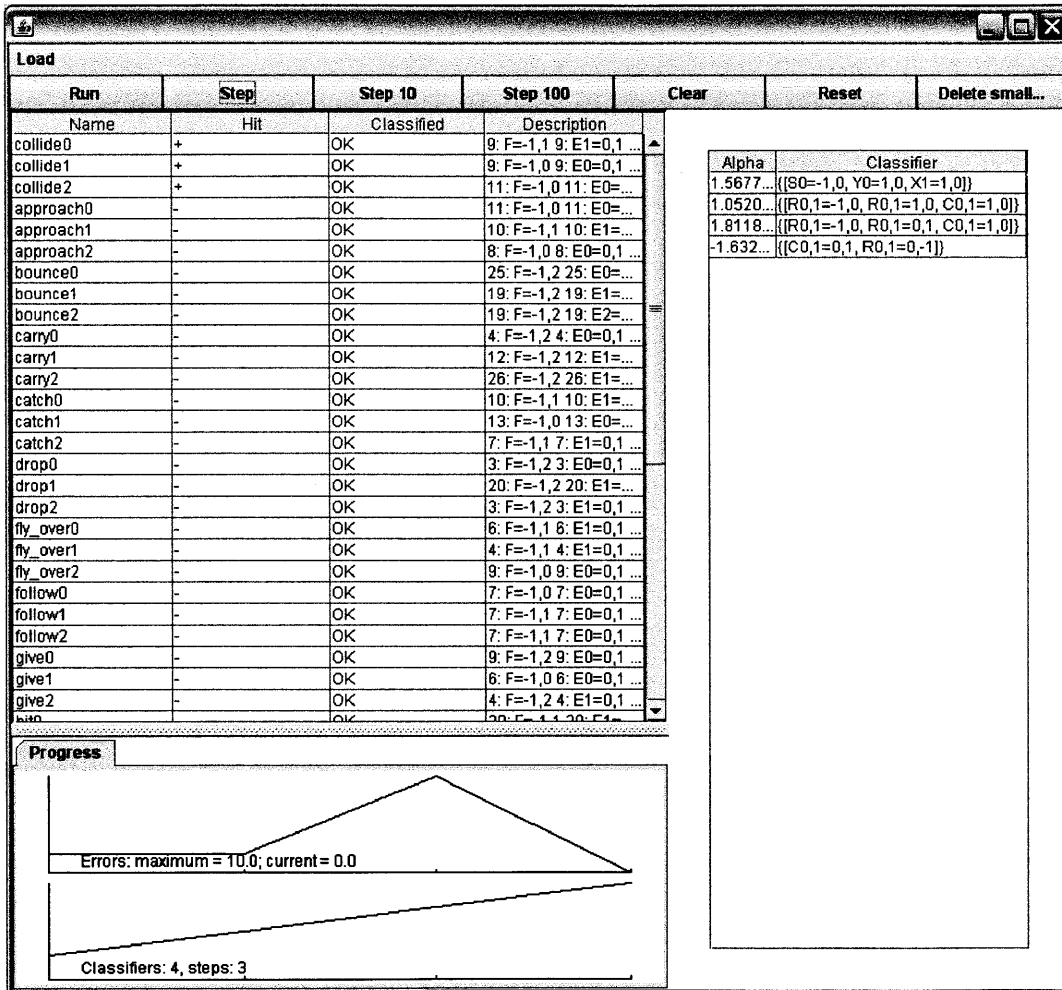 Load
Run Step Step 10 Step 100 Clear Reset Delete small...
Name Hit Classified Description
collide0 + OK 9: F=-1,1 9: E1=0,1 ...
collide1 + OK 9: F=-1,0 9: E0=0,1 ...
collide2 + OK 11: F=-1,0 11: E0=...
approach0 - OK 11: F=-1,0 11: E0=...
approach1 - OK 10: F=-1,1 10: E1=...
approach2 - OK 8: F=-1,0 8: E0=0,1 ...
bounce0 - OK 25: F=-1,2 25: E0=...
bounce1 - OK 19: F=-1,2 19: E1=...
bounce2 - OK 19: F=-1,2 19: E2=...
carry0 - OK 4: F=-1,2 4: E0=0,1 ...
carry1 - OK 12: F=-1,2 12: E1=...
carry2 - OK 26: F=-1,2 26: E1=...
catch0 - OK 10: F=-1,1 10: E1=...
catch1 - OK 13: F=-1,0 13: E0=...
catch2 - OK 7: F=-1,1 7: E1=0,1 ...
drop0 - OK 3: F=-1,2 3: E0=0,1 ...
drop1 - OK 20: F=-1,2 20: E1=...
drop2 - OK 3: F=-1,2 3: E0=0,1 ...
fly_over0 - OK 6: F=-1,1 6: E1=0,1 ...
fly_over1 - OK 4: F=-1,1 4: E1=0,1 ...
fly_over2 - OK 9: F=-1,0 9: E0=0,1 ...
follow0 - OK 7: F=-1,0 7: E0=0,1 ...
follow1 - OK 7: F=-1,1 7: E0=0,1 ...
follow2 - OK 7: F=-1,1 7: E0=0,1 ...
give0 - OK 9: F=-1,2 9: E0=0,1 ...
give1 - OK 6: F=-1,0 6: E0=0,1 ...
give2 - OK 4: F=-1,2 4: E1=0,1 ...
Alpha Classifier
1.5677... {[S0=-1,0, Y0=1,0, X1=1,0]}
1.0520... {[R0,1=-1,0, R0,1=1,0, C0,1=1,0]}
1.8118... {[R0,1=-1,0, R0,1=0,1, C0,1=1,0]}
-1.632... {[C0,1=0,1, R0,1=0,-1]}
Progress
Errors: maximum = 10.0; current = 0.0
Classifiers: 4, steps: 3